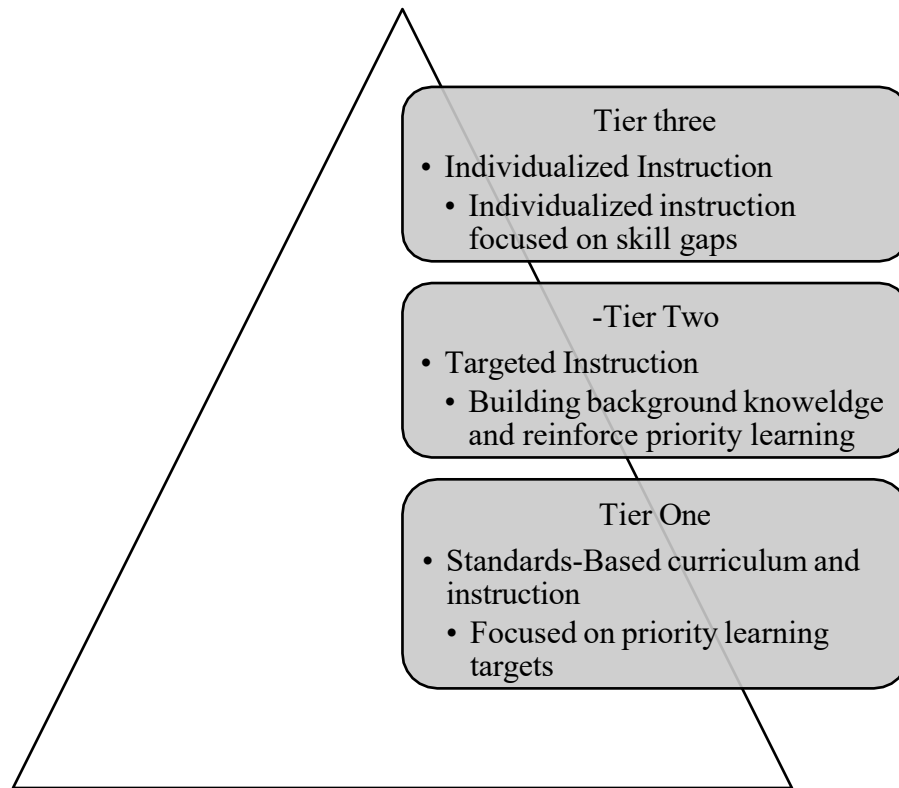 Tier three
• Individualized Instruction
• Individualized instruction
focused on skill gaps
-Tier Two
• Targeted Instruction
• Building background knoweldge
and reinforce priority learning
Tier One
• Standards-Based curriculum and
instruction
• Focused on priority learning
targets